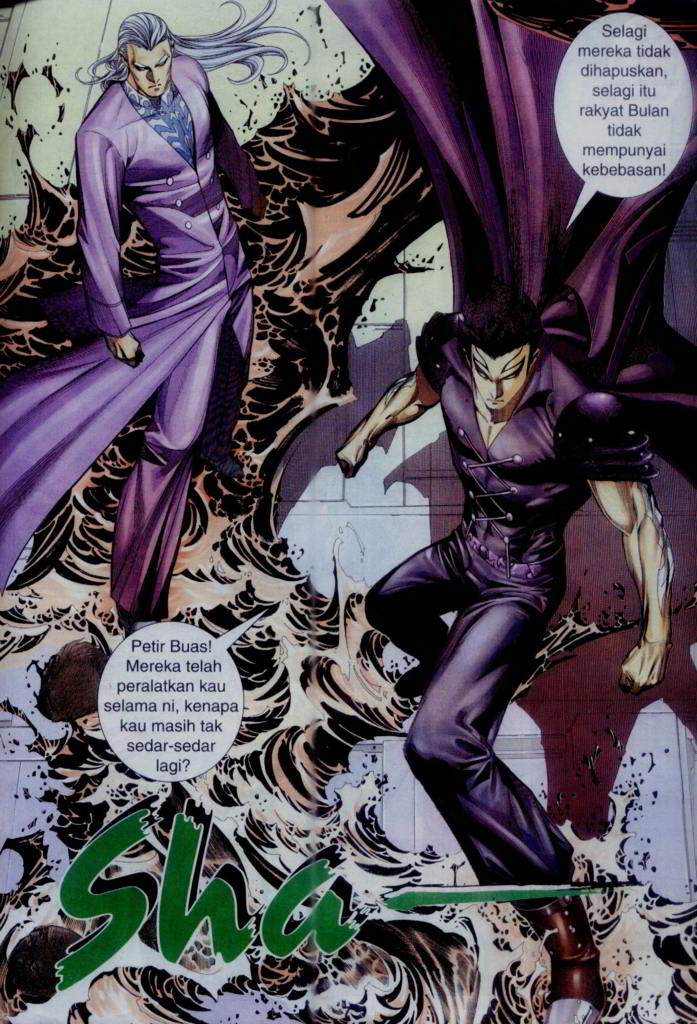 Selagi
mereka tidak
dihapuskan,
selagi itu
rakyat Bulan
tidak
mempunyai
kebebasan!
Petir Buas!
Mereka telah
peralatkan kau
selama ni, kenapa
kau masih tak
sedar-sedar
lagi?
Sha